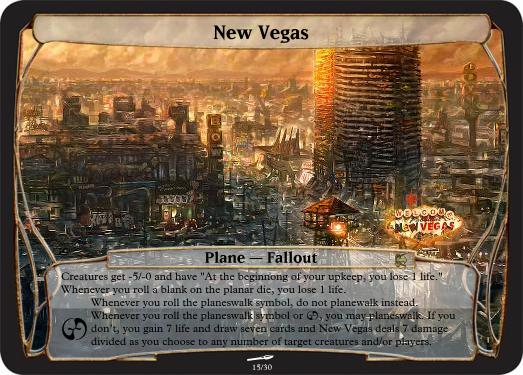 New Vegas
WELCOME
NEW VEGAS
Plane — Fallout
Creatures get -5/-0 and have "At the beginnong of your upkeep, you lose 1 life."
Whenever you roll a blank on the planar die, you lose 1 life.
Whenever you roll the planeswalk symbol, do not planeswalk instead.
Whenever you roll the planeswalk symbol or , you may planeswalk. If you
don't, you gain 7 life and draw seven cards and New Vegas deals 7 damage
divided as you choose to any number of target creatures and/or players.
15/30